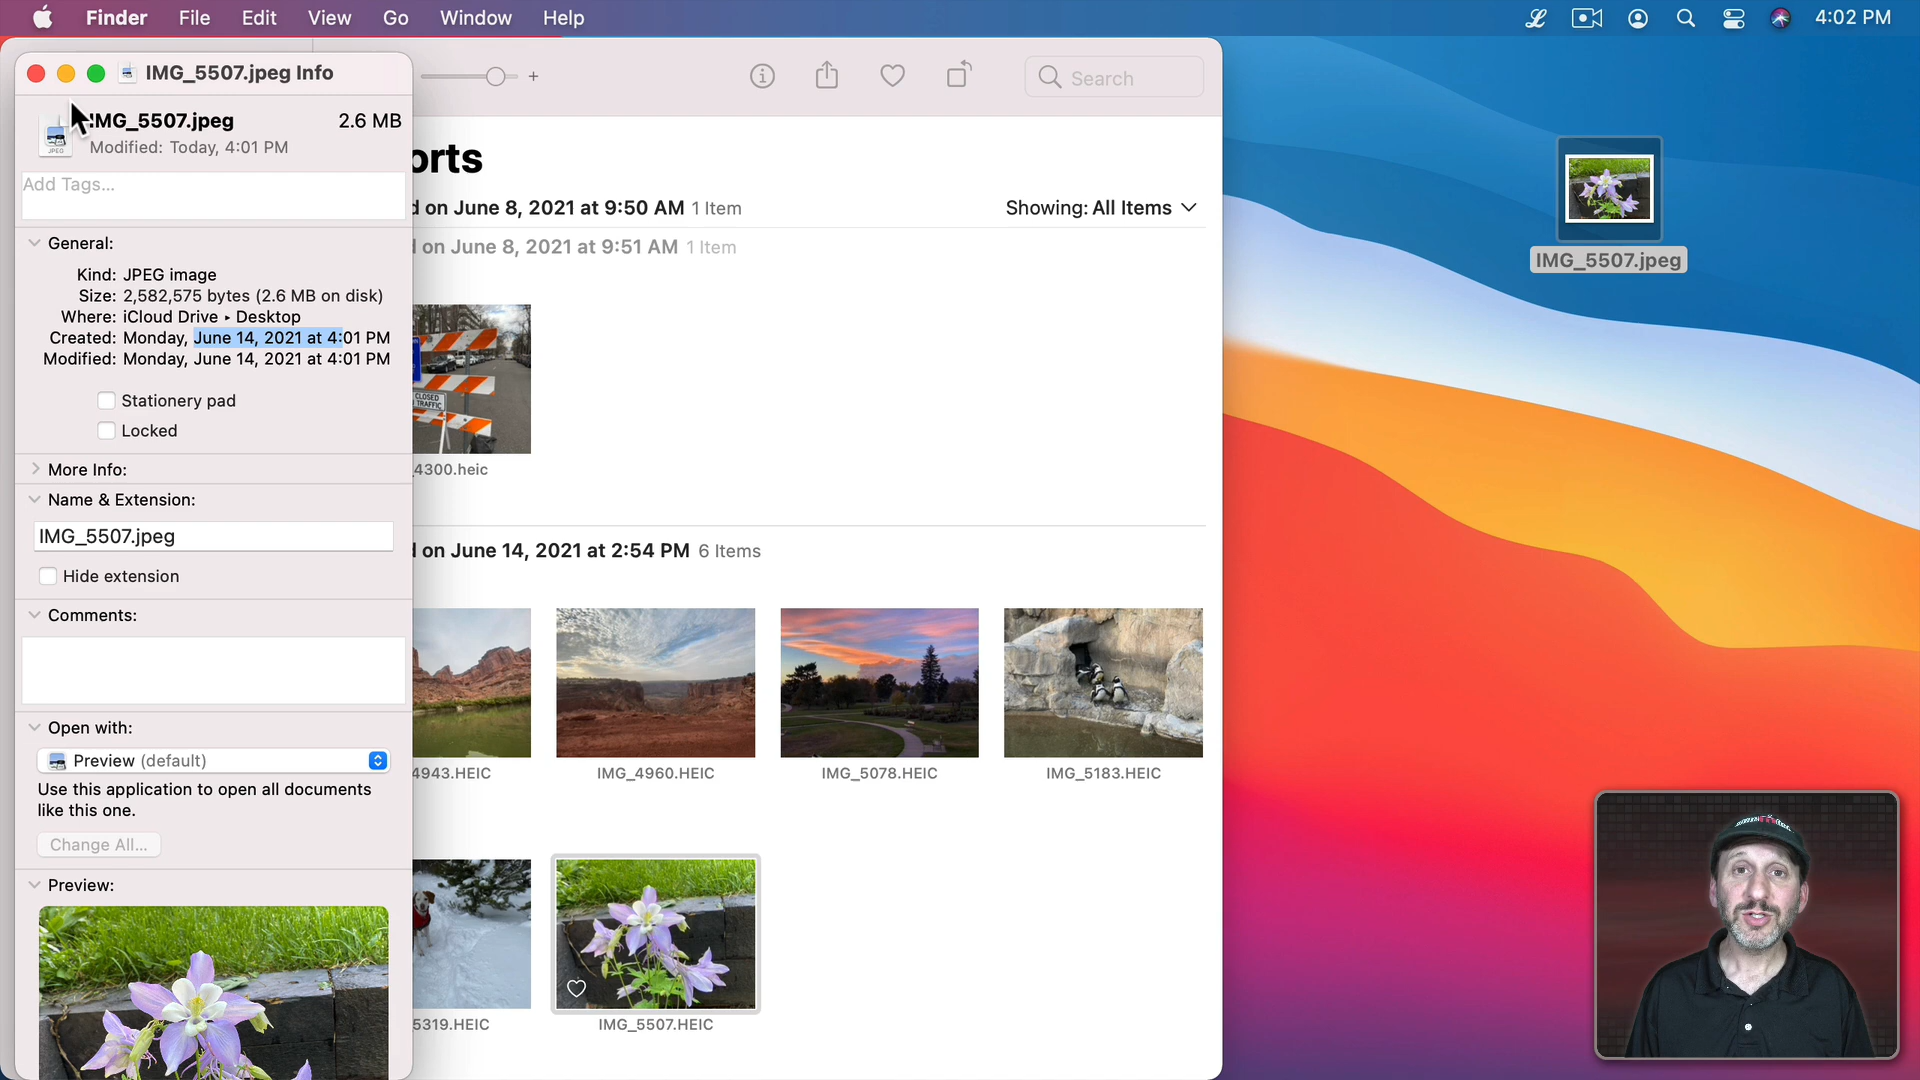 Finder File Edit View Go Window Help 4:02 PM
IMG_5507.jpeg Info
Search
IMG_5507.jpeg 2.6 MB
Modified: Today, 4:01 PM
Add Tags...
General:
Kind: JPEG image
Size: 2,582,575 bytes (2.6 MB on disk)
Where: iCloud Drive ▸ Desktop
Created: Monday, June 14, 2021 at 4:01 PM
Modified: Monday, June 14, 2021 at 4:01 PM
Stationery pad
Locked
More Info:
Name & Extension:
IMG_5507.jpeg
Hide extension
Comments:
Open with:
Preview (default)
Use this application to open all documents
like this one.
Change All...
Preview:
JPEG
orts
d on June 8, 2021 at 9:50 AM 1 Item
Showing: All Items
d on June 8, 2021 at 9:51 AM 1 Item
CLOSED
TRAFFIC
4300.heic
d on June 14, 2021 at 2:54 PM 6 Items
4943.HEIC
IMG_4960.HEIC
IMG_5078.HEIC
IMG_5183.HEIC
5319.HEIC
IMG_5507.HEIC
IMG_5507.jpeg